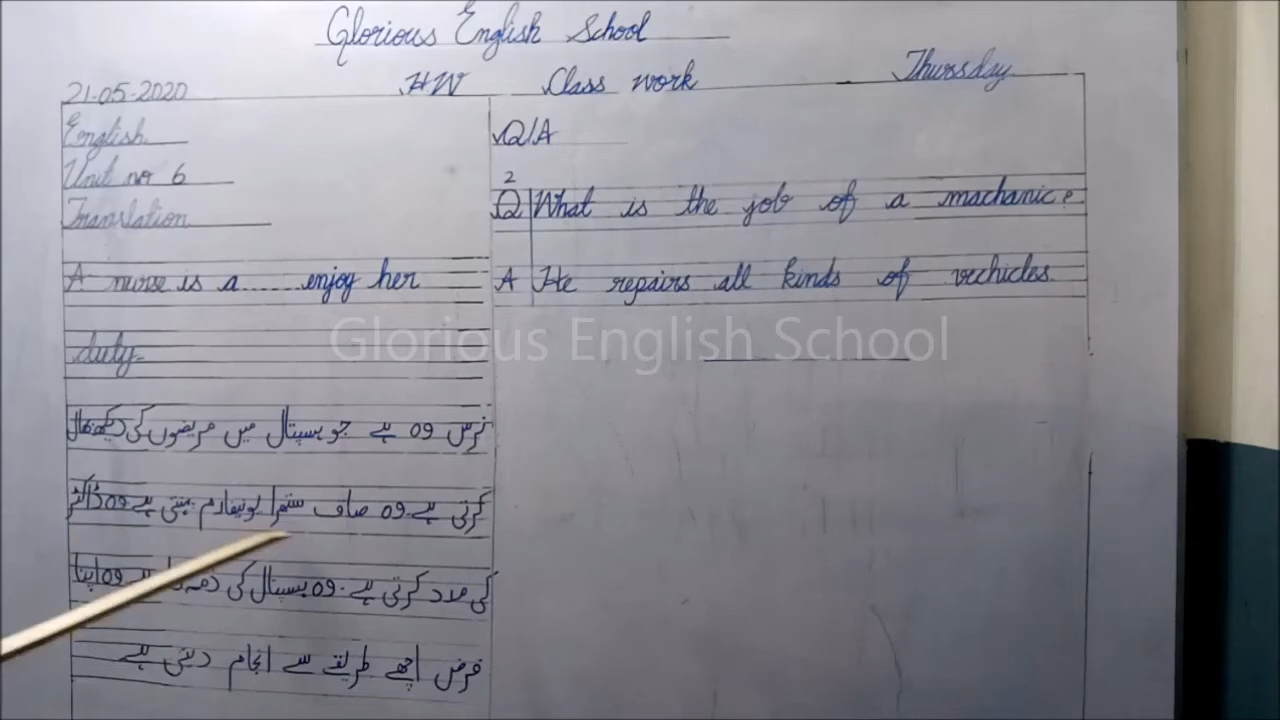 Glorious English School
21-05-2020 HW Class work Thursday
English
Unit no 6
Translation
A nurse is a ...... enjoy her
duty-
نرس وہ ہے جو ہسپتال میں مریضوں کی دیکھ بھال
کرتی ہے۔ وہ صاف ستھرا یونیفارم پہنتی ہے وہ ڈاکٹر
کی مدد کرتی ہے۔ وہ ہسپتال کی ہے وہ اپنا
فرض اچھے طریقے سے انجام دیتی ہے
Q/A
2
Q What is the job of a machanic?
A He repairs all kinds of vechicles.
Glorious English School